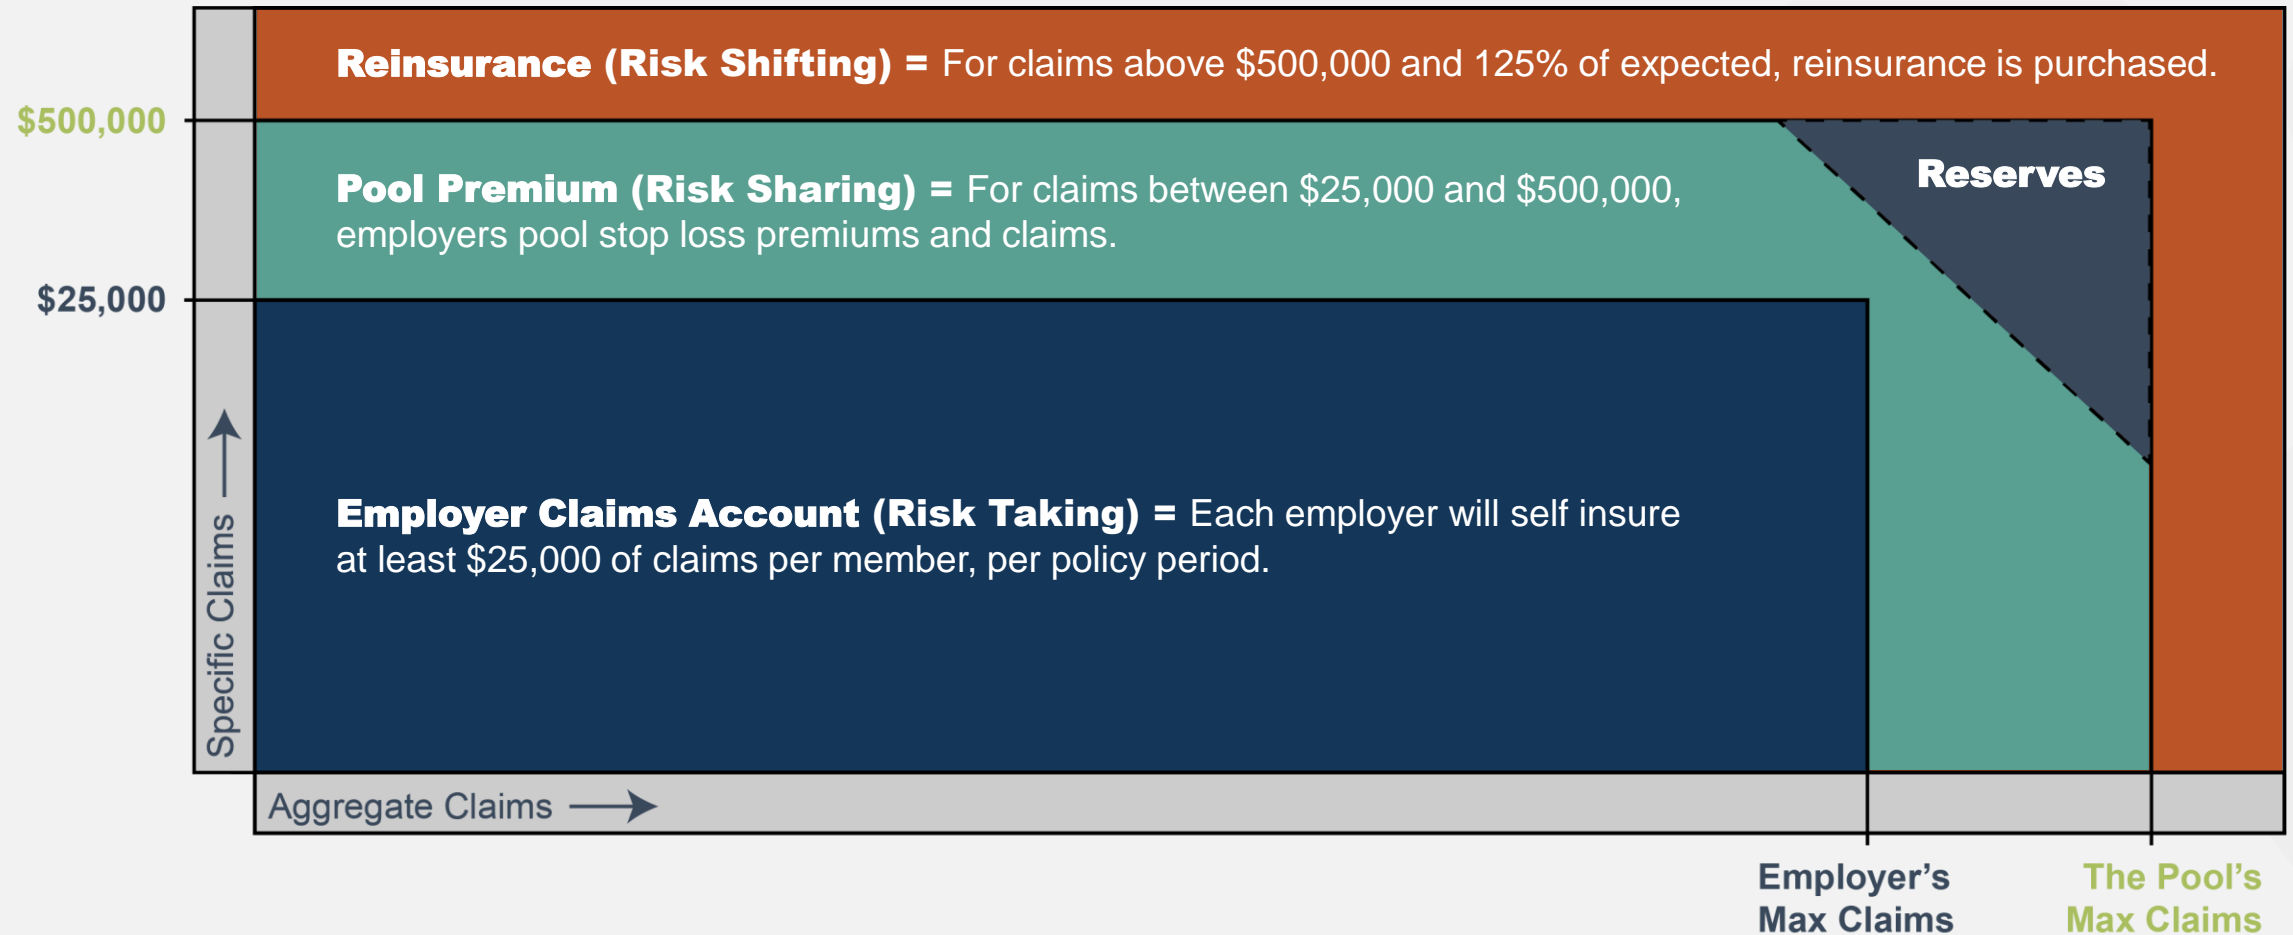 Reinsurance (Risk Shifting) = For claims above $500,000 and 125% of expected, reinsurance is purchased.
$500,000
Reserves
Pool Premium (Risk Sharing) = For claims between $25,000 and $500,000,
employers pool stop loss premiums and claims.
$25,000
Employer Claims Account (Risk Taking) = Each employer will self insure
at least $25,000 of claims per member, per policy period.
Specific Claims
Aggregate Claims
Employer’s
Max Claims
The Pool’s
Max Claims